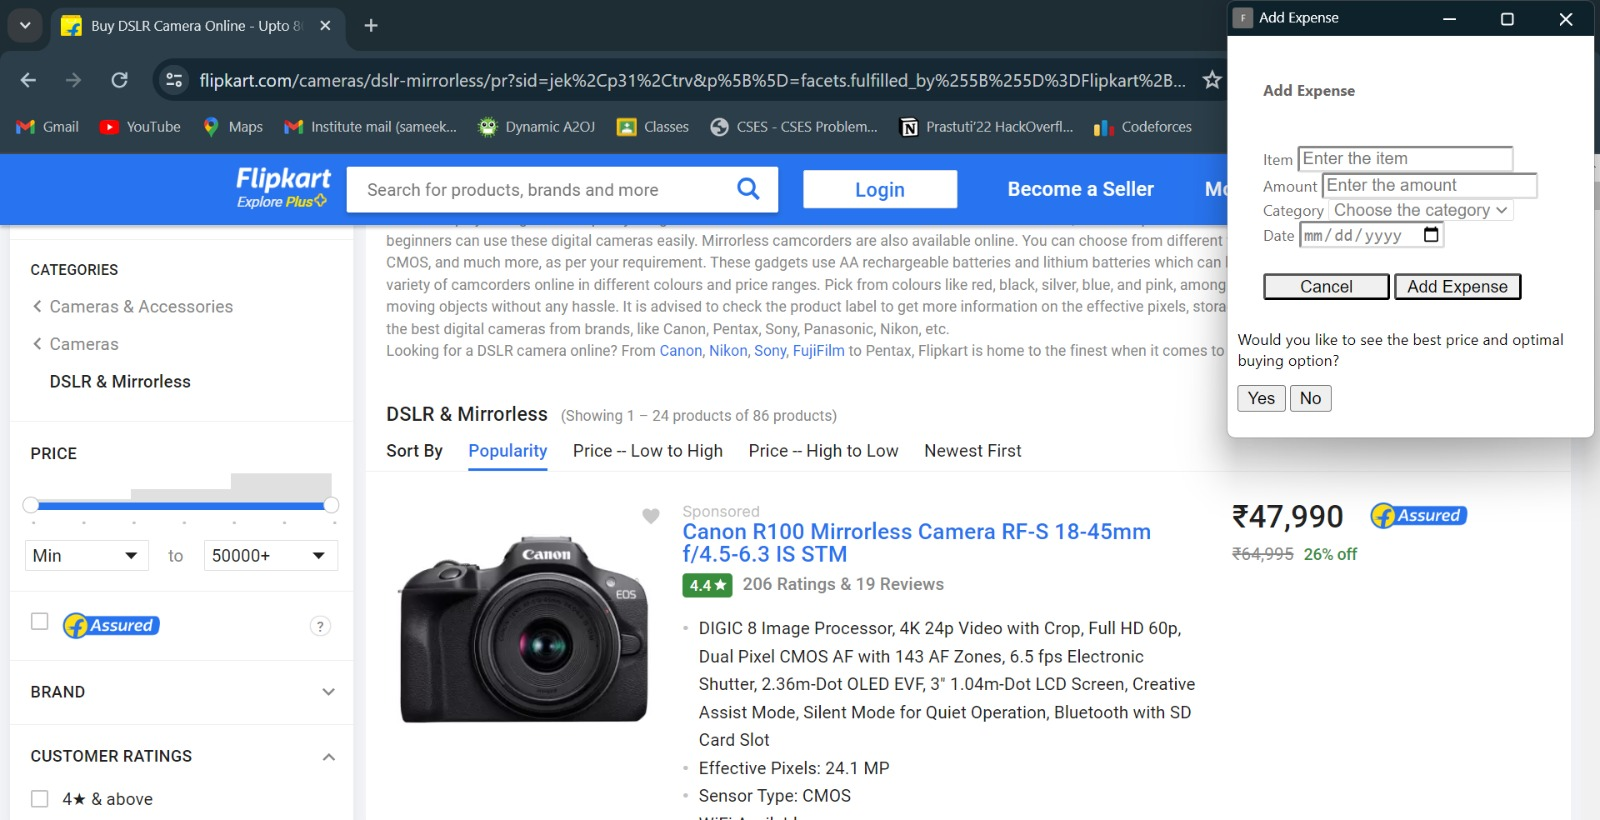 Buy DSLR Camera Online - Upto 8
flipkart.com/cameras/dslr-mirrorless/pr?sid=jek%2Cp31%2Ctrv&p%5B%5D=facets.fulfilled_by%255B%255D%3DFlipkart%2B...
Gmail YouTube Maps Institute mail (sameek... Dynamic A2OJ Classes CSES - CSES Problem... Prastuti'22 HackOverfl... Codeforces
Flipkart
Explore Plus
Search for products, brands and more
Login
Become a Seller
Mo
CATEGORIES
Cameras & Accessories
Cameras
DSLR & Mirrorless
PRICE
Min to 50000+
f Assured ?
BRAND
CUSTOMER RATINGS
4★ & above
beginners can use these digital cameras easily. Mirrorless camcorders are also available online. You can choose from different
CMOS, and much more, as per your requirement. These gadgets use AA rechargeable batteries and lithium batteries which can
variety of camcorders online in different colours and price ranges. Pick from colours like red, black, silver, blue, and pink, among
moving objects without any hassle. It is advised to check the product label to get more information on the effective pixels, stora
the best digital cameras from brands, like Canon, Pentax, Sony, Panasonic, Nikon, etc.
Looking for a DSLR camera online? From Canon, Nikon, Sony, FujiFilm to Pentax, Flipkart is home to the finest when it comes to
DSLR & Mirrorless (Showing 1 – 24 products of 86 products)
Sort By Popularity Price -- Low to High Price -- High to Low Newest First
Canon
EOS
Sponsored
Canon R100 Mirrorless Camera RF-S 18-45mm
f/4.5-6.3 IS STM
4.4★ 206 Ratings & 19 Reviews
DIGIC 8 Image Processor, 4K 24p Video with Crop, Full HD 60p,
Dual Pixel CMOS AF with 143 AF Zones, 6.5 fps Electronic
Shutter, 2.36m-Dot OLED EVF, 3" 1.04m-Dot LCD Screen, Creative
Assist Mode, Silent Mode for Quiet Operation, Bluetooth with SD
Card Slot
Effective Pixels: 24.1 MP
Sensor Type: CMOS
₹47,990 f Assured
₹64,995 26% off
F Add Expense
Add Expense
Item Enter the item
Amount Enter the amount
Category Choose the category
Date mm/dd/yyyy
Cancel Add Expense
Would you like to see the best price and optimal
buying option?
Yes No